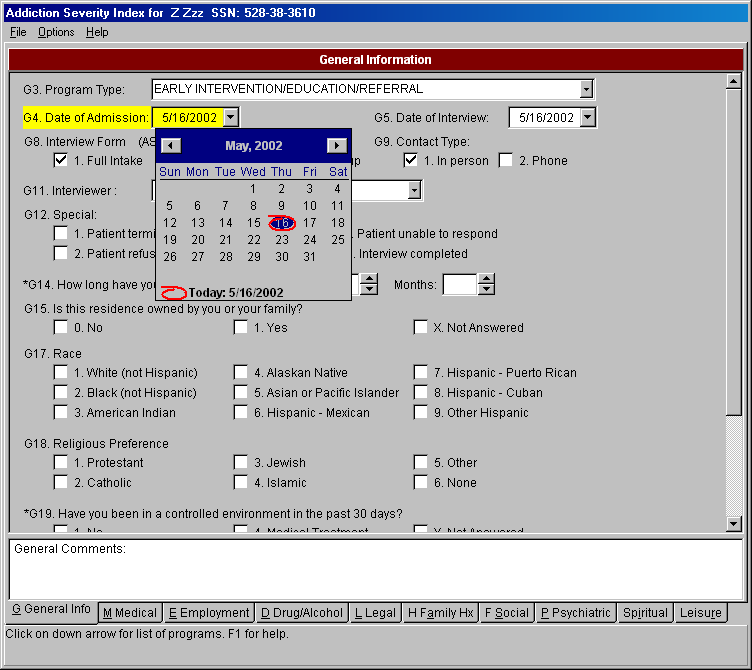 Addiction Severity Index for Z Zzz SSN: 528-38-3610
File Options Help
General Information
G3. Program Type: EARLY INTERVENTION/EDUCATION/REFERRAL
G4. Date of Admission: 5/16/2002 G5. Date of Interview: 5/16/2002
G8. Interview Form (AS G9. Contact Type:
1. Full Intake up 1. In person 2. Phone
May, 2002
Sun Mon Tue Wed Thu Fri Sat
1 2 3 4
5 6 7 8 9 10 11
12 13 14 15 16 17 18
19 20 21 22 23 24 25
26 27 28 29 30 31
Today: 5/16/2002
G11. Interviewer :
G12. Special:
1. Patient termi . Patient unable to respond
2. Patient refus . Interview completed
*G14. How long have you Months:
G15. Is this residence owned by you or your family?
0. No 1. Yes X. Not Answered
G17. Race
1. White (not Hispanic) 4. Alaskan Native 7. Hispanic - Puerto Rican
2. Black (not Hispanic) 5. Asian or Pacific Islander 8. Hispanic - Cuban
3. American Indian 6. Hispanic - Mexican 9. Other Hispanic
G18. Religious Preference
1. Protestant 3. Jewish 5. Other
2. Catholic 4. Islamic 6. None
*G19. Have you been in a controlled environment in the past 30 days?
1. No 4. Medical Treatment X. Not Answered
General Comments:
G General Info M Medical E Employment D Drug/Alcohol L Legal H Family Hx F Social P Psychiatric Spiritual Leisure
Click on down arrow for list of programs. F1 for help.